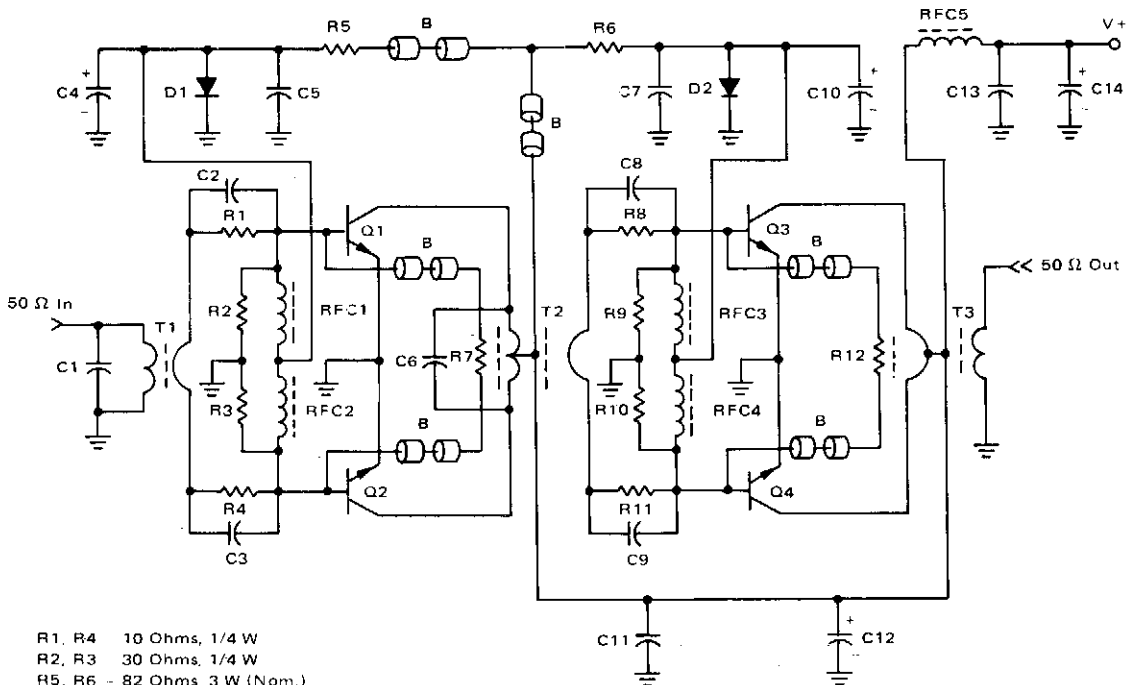 RFC5
V+
R5
B
R6
C4
+
−
D1
C5
C7
D2
C10
+
−
C13
C14
+
−
B
C2
R1
C8
R8
Q1
Q3
B
B
50 Ω In
R2
RFC1
R9
RFC3
50 Ω Out
T1
T2
T3
C1
C6
R7
R12
R3
RFC2
R10
RFC4
B
B
R4
Q2
R11
Q4
C3
C9
C11
C12
+
−
R1, R4 10 Ohms, 1/4 W
R2, R3 30 Ohms, 1/4 W
R5, R6 - 82 Ohms, 3 W (Nom.)